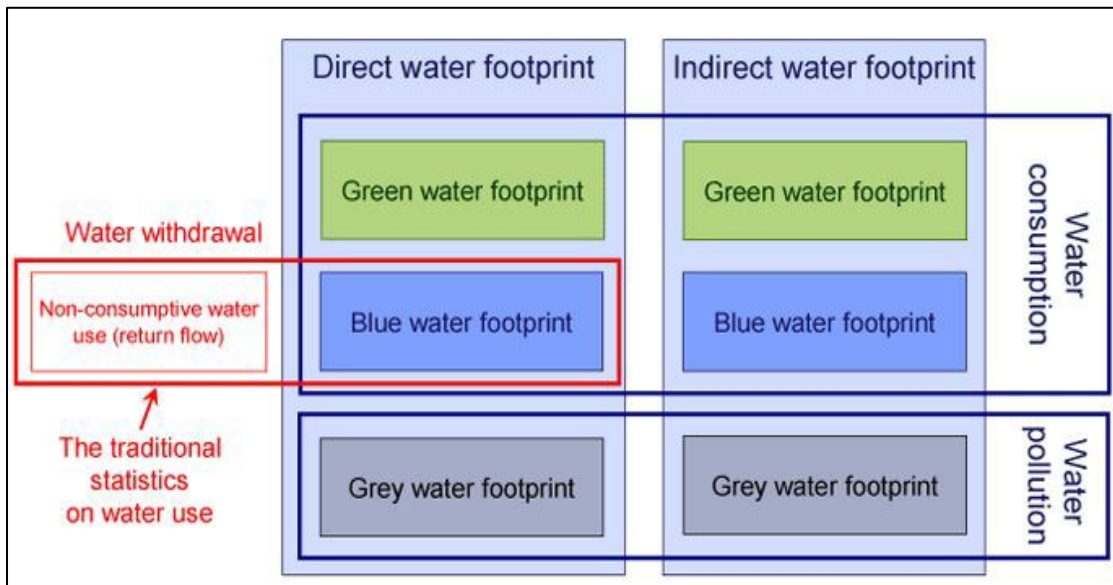 Direct water footprint
Indirect water footprint
Green water footprint
Green water footprint
Water
consumption
Water withdrawal
Non-consumptive water
use (return flow)
Blue water footprint
Blue water footprint
The traditional
statistics
on water use
Grey water footprint
Grey water footprint
Water
pollution